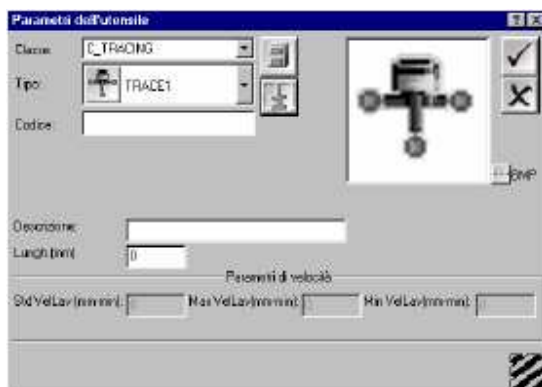 Parametri dell'utensile
Classe: C_TRACING
Tipo: TRACE1
Codice:
BMP
Descrizione:
Lungh.(mm) 0
Parametri di velocità
Std VelLav(mm-min): Max VelLav(mm-min): Min VelLav(mm-min):